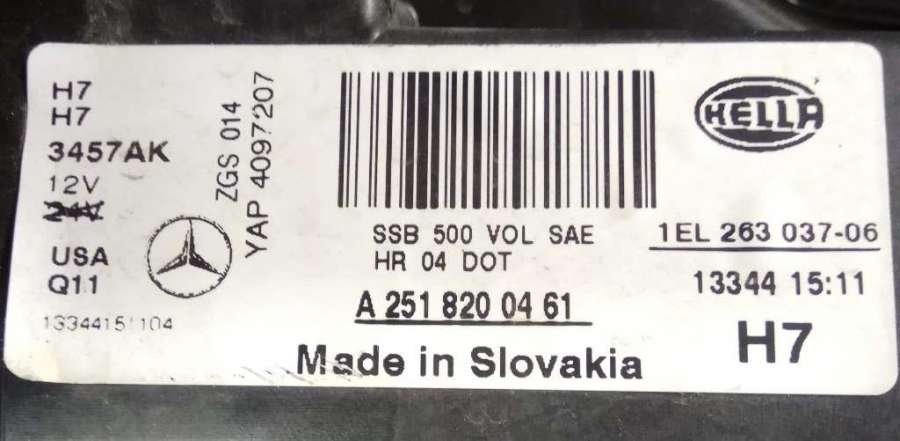 H7
H7
3457AK
12V
24V
USA
Q11
13344151104
ZGS 014
YAP 4097207
SSB 500 VOL SAE
HR 04 DOT
A 251 820 04 61
Made in Slovakia
HELLA
1EL 263 037-06
13344 15:11
H7